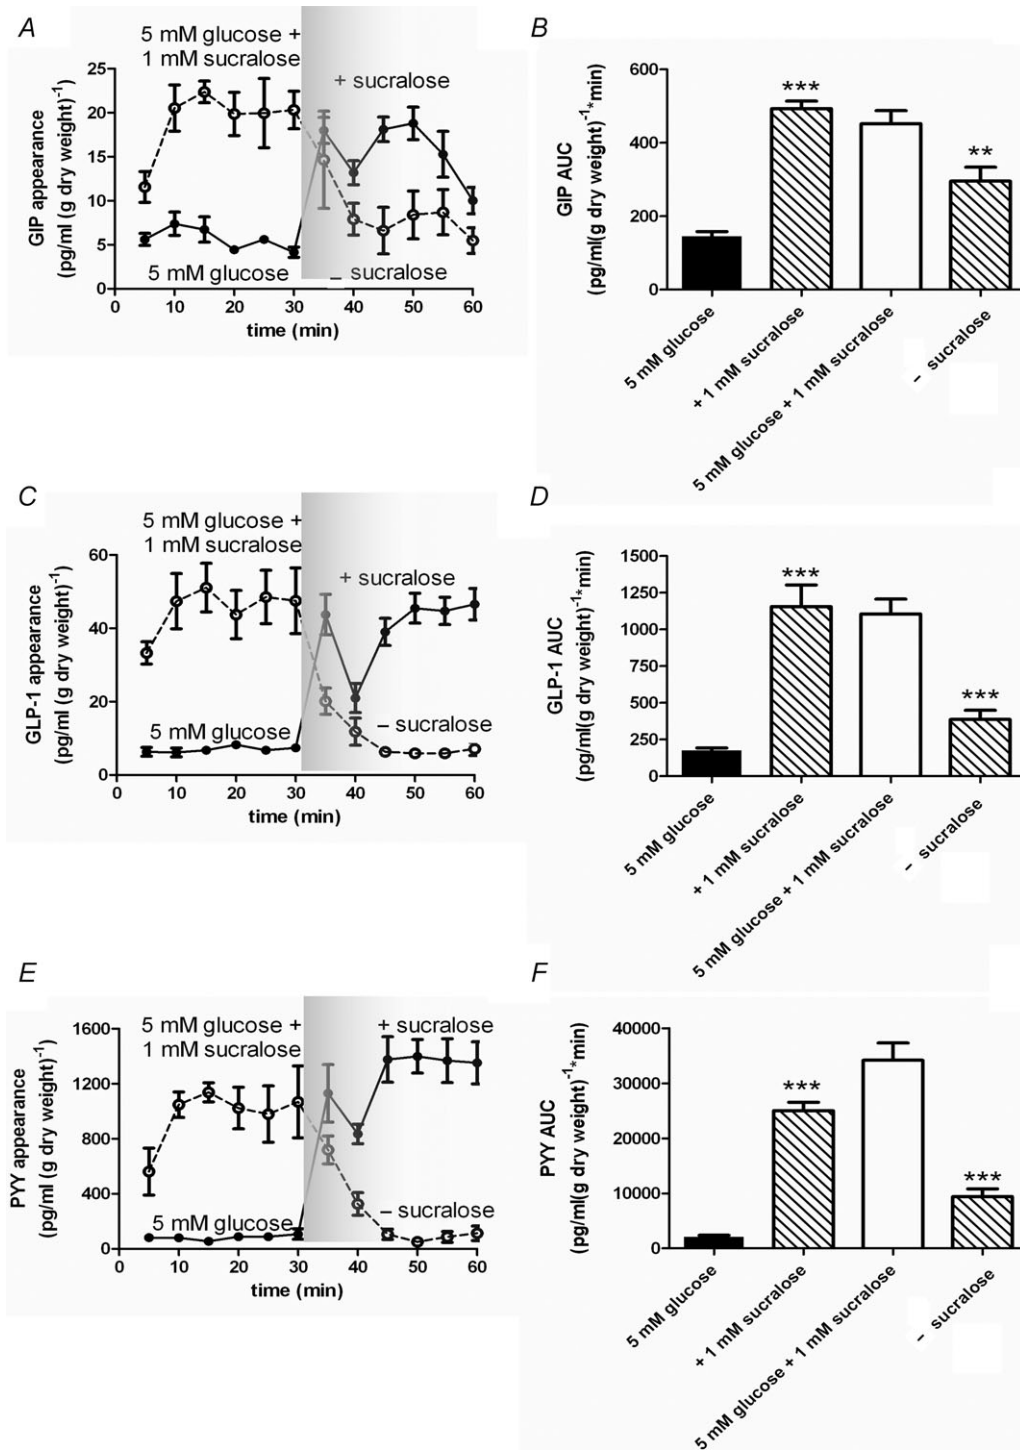 A
5 mM glucose +
1 mM sucralose
+ sucralose
GIP appearance
(pg/ml (g dry weight)⁻¹)
25
20
15
10
5
0
5 mM glucose
– sucralose
0 10 20 30 40 50 60
time (min)
B
GIP AUC
(pg/ml(g dry weight)⁻¹*min)
600
400
200
0
***
**
5 mM glucose
+ 1 mM sucralose
5 mM glucose + 1 mM sucralose
– sucralose
C
5 mM glucose +
1 mM sucralose
+ sucralose
GLP-1 appearance
(pg/ml (g dry weight)⁻¹)
60
40
20
0
5 mM glucose
– sucralose
0 10 20 30 40 50 60
time (min)
D
GLP-1 AUC
(pg/ml(g dry weight)⁻¹*min)
1500
1250
1000
750
500
250
0
***
***
5 mM glucose
+ 1 mM sucralose
5 mM glucose + 1 mM sucralose
– sucralose
E
5 mM glucose +
1 mM sucralose
+ sucralose
PYY appearance
(pg/ml (g dry weight)⁻¹)
1600
1200
800
400
0
5 mM glucose
– sucralose
0 10 20 30 40 50 60
time (min)
F
PYY AUC
(pg/ml(g dry weight)⁻¹*min)
40000
30000
20000
10000
0
***
***
5 mM glucose
+ 1 mM sucralose
5 mM glucose + 1 mM sucralose
– sucralose